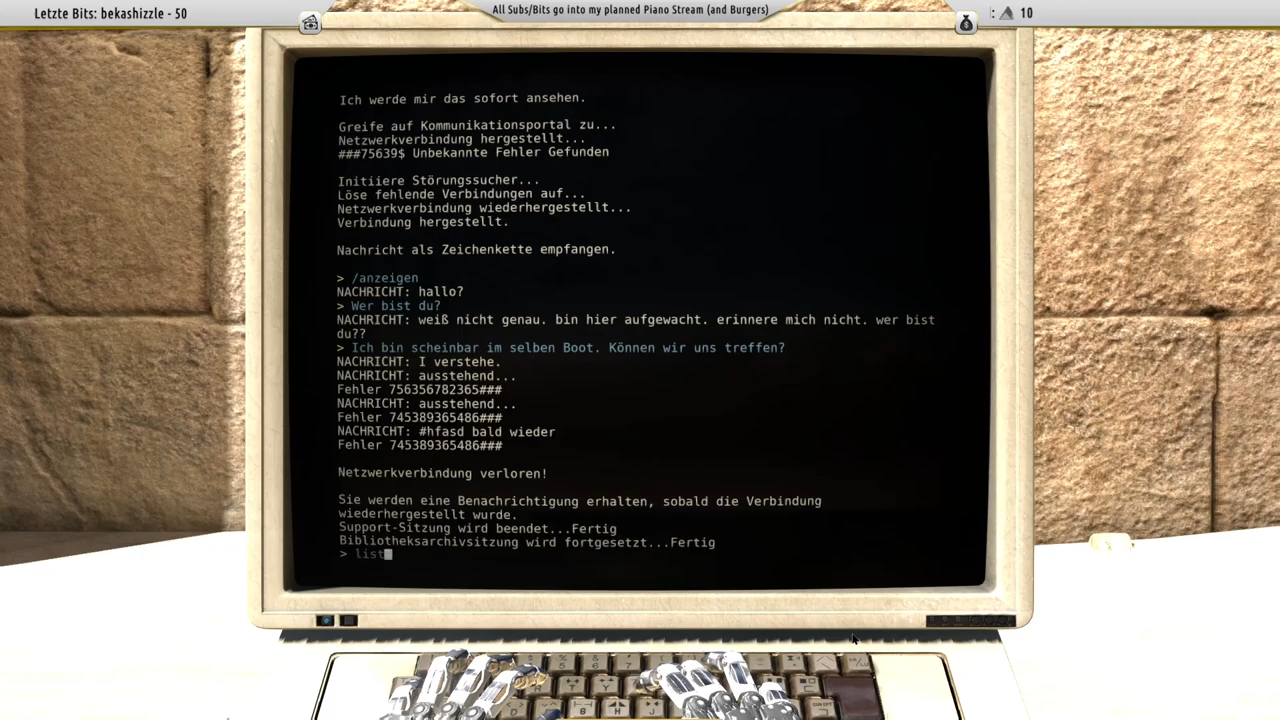 Letzte Bits: bekashizzle - 50
All Subs/Bits go into my planned Piano Stream (and Burgers)
: 10
Ich werde mir das sofort ansehen.
Greife auf Kommunikationsportal zu...
Netzwerkverbindung hergestellt...
###75639$ Unbekannte Fehler Gefunden
Initiiere Störungssucher...
Löse fehlende Verbindungen auf...
Netzwerkverbindung wiederhergestellt...
Verbindung hergestellt.
Nachricht als Zeichenkette empfangen.
> /anzeigen
NACHRICHT: hallo?
> Wer bist du?
NACHRICHT: weiß nicht genau. bin hier aufgewacht. erinnere mich nicht. wer bist
du??
> Ich bin scheinbar im selben Boot. Können wir uns treffen?
NACHRICHT: I verstehe.
NACHRICHT: ausstehend...
Fehler 756356782365###
NACHRICHT: ausstehend...
Fehler 745389365486###
NACHRICHT: #hfasd bald wieder
Fehler 745389365486###
Netzwerkverbindung verloren!
Sie werden eine Benachrichtigung erhalten, sobald die Verbindung
wiederhergestellt wurde.
Support-Sitzung wird beendet...Fertig
Bibliotheksarchivsitzung wird fortgesetzt...Fertig
> list